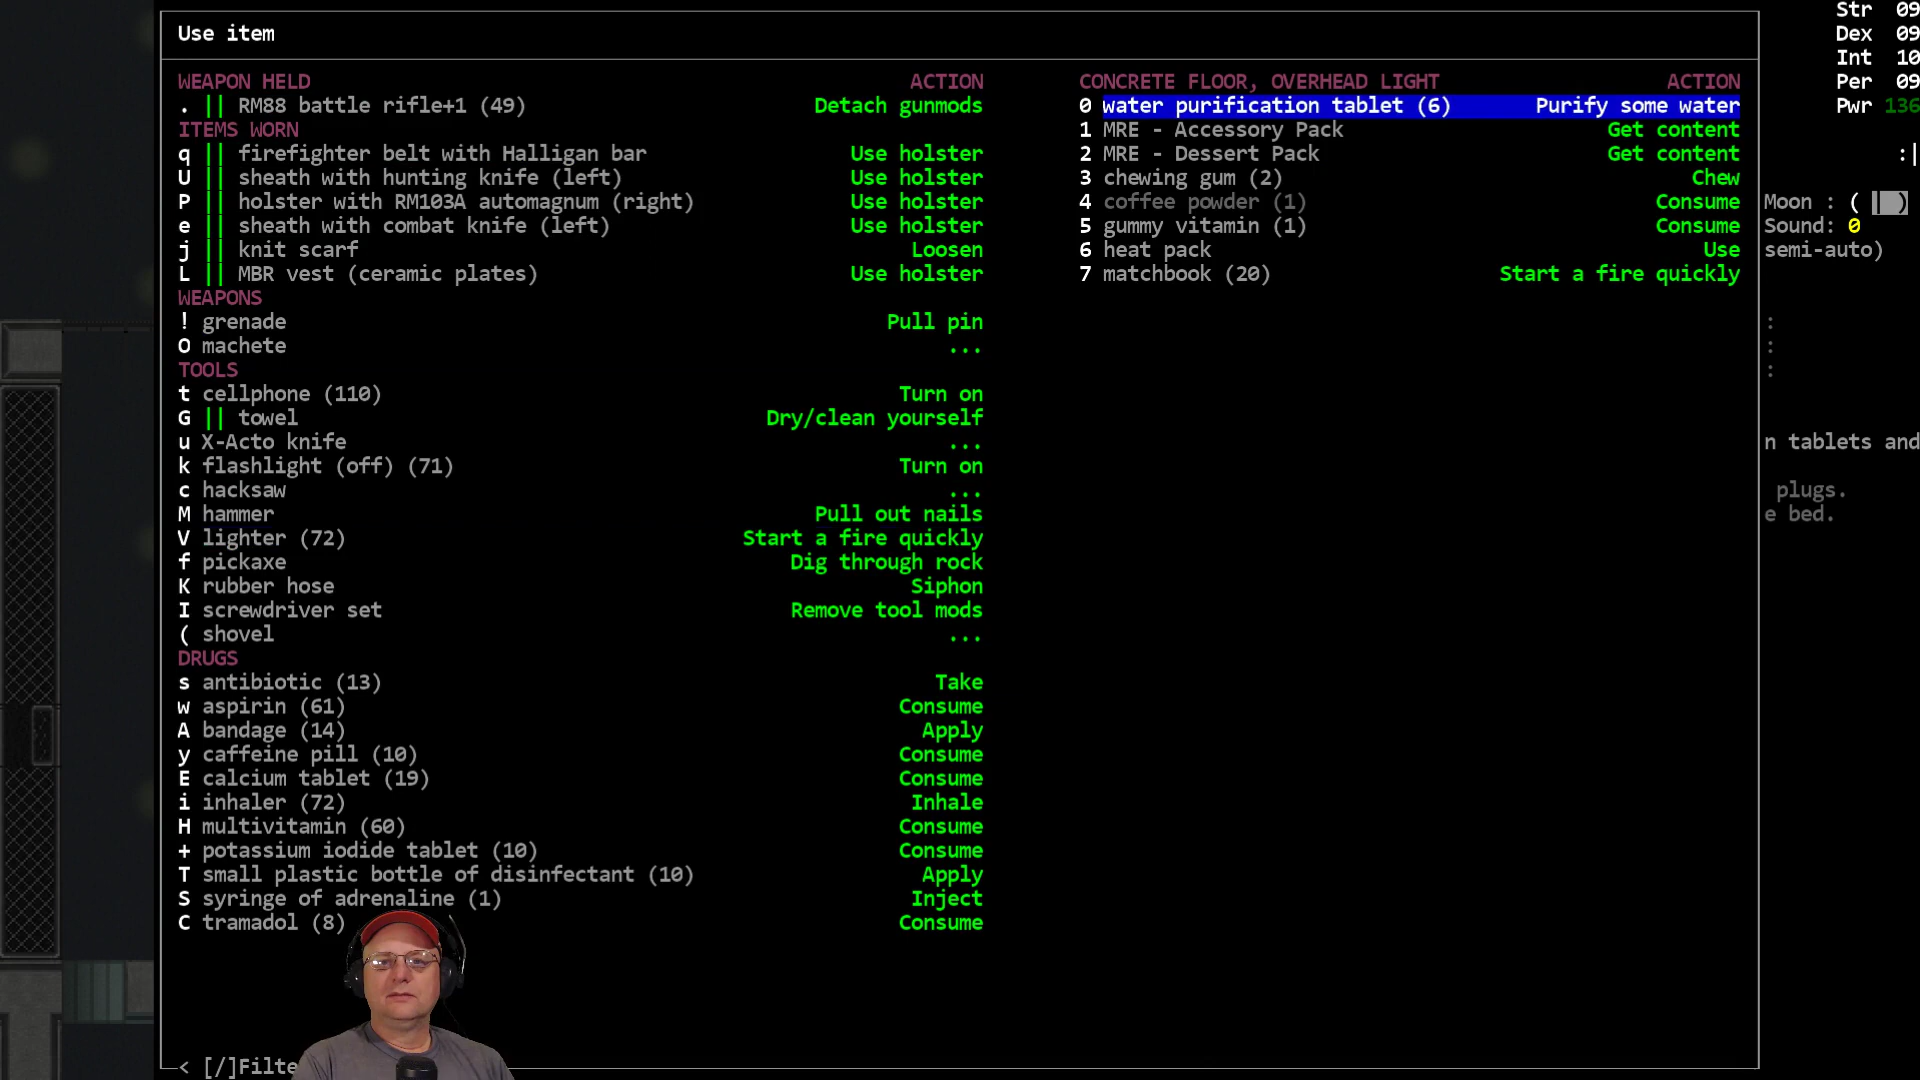 Use item
WEAPON HELD ACTION
. || RM88 battle rifle+1 (49) Detach gunmods
ITEMS WORN
q || firefighter belt with Halligan bar Use holster
U || sheath with hunting knife (left) Use holster
P || holster with RM103A automagnum (right) Use holster
e || sheath with combat knife (left) Use holster
j || knit scarf Loosen
L || MBR vest (ceramic plates) Use holster
WEAPONS
! grenade Pull pin
O machete ...
TOOLS
t cellphone (110) Turn on
G || towel Dry/clean yourself
u X-Acto knife ...
k flashlight (off) (71) Turn on
c hacksaw ...
M hammer Pull out nails
V lighter (72) Start a fire quickly
f pickaxe Dig through rock
K rubber hose Siphon
I screwdriver set Remove tool mods
( shovel ...
DRUGS
s antibiotic (13) Take
w aspirin (61) Consume
A bandage (14) Apply
y caffeine pill (10) Consume
E calcium tablet (19) Consume
i inhaler (72) Inhale
H multivitamin (60) Consume
+ potassium iodide tablet (10) Consume
T small plastic bottle of disinfectant (10) Apply
S syringe of adrenaline (1) Inject
C tramadol (8) Consume
< [/]Filte
CONCRETE FLOOR, OVERHEAD LIGHT ACTION
0 water purification tablet (6) Purify some water
1 MRE - Accessory Pack Get content
2 MRE - Dessert Pack Get content
3 chewing gum (2) Chew
4 coffee powder (1) Consume
5 gummy vitamin (1) Consume
6 heat pack Use
7 matchbook (20) Start a fire quickly
Str 09
Dex 09
Int 10
Per 09
Pwr 136
:|
Moon : ( | )
Sound: 0
semi-auto)
:
:
:
n tablets and
plugs.
e bed.